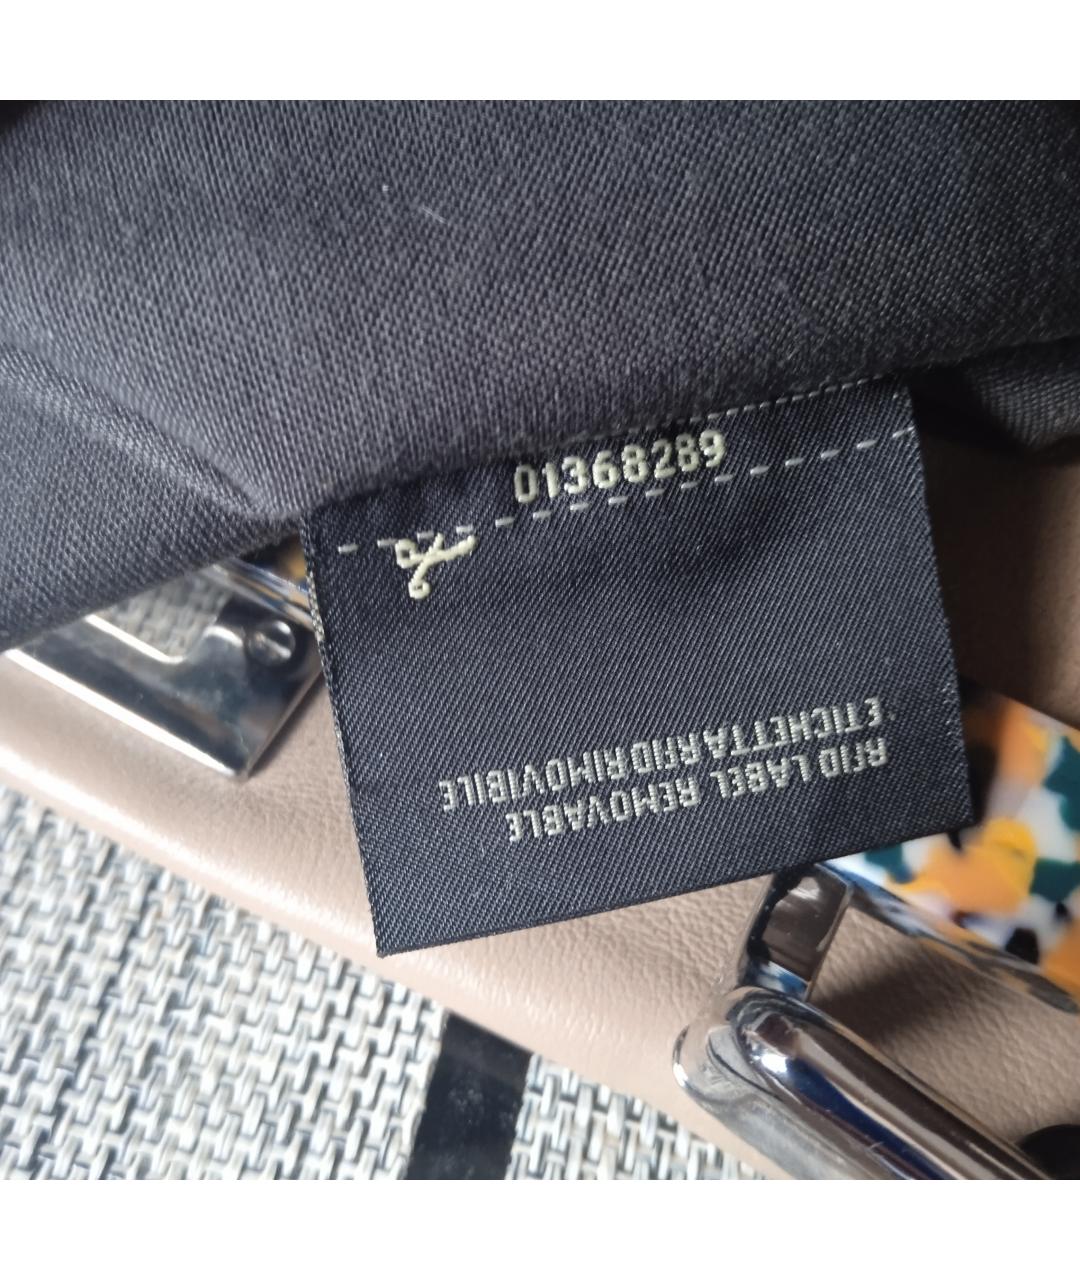 01368289
RFID LABEL REMOVABLE
ETICHETTA RFID RIMOVIBILE